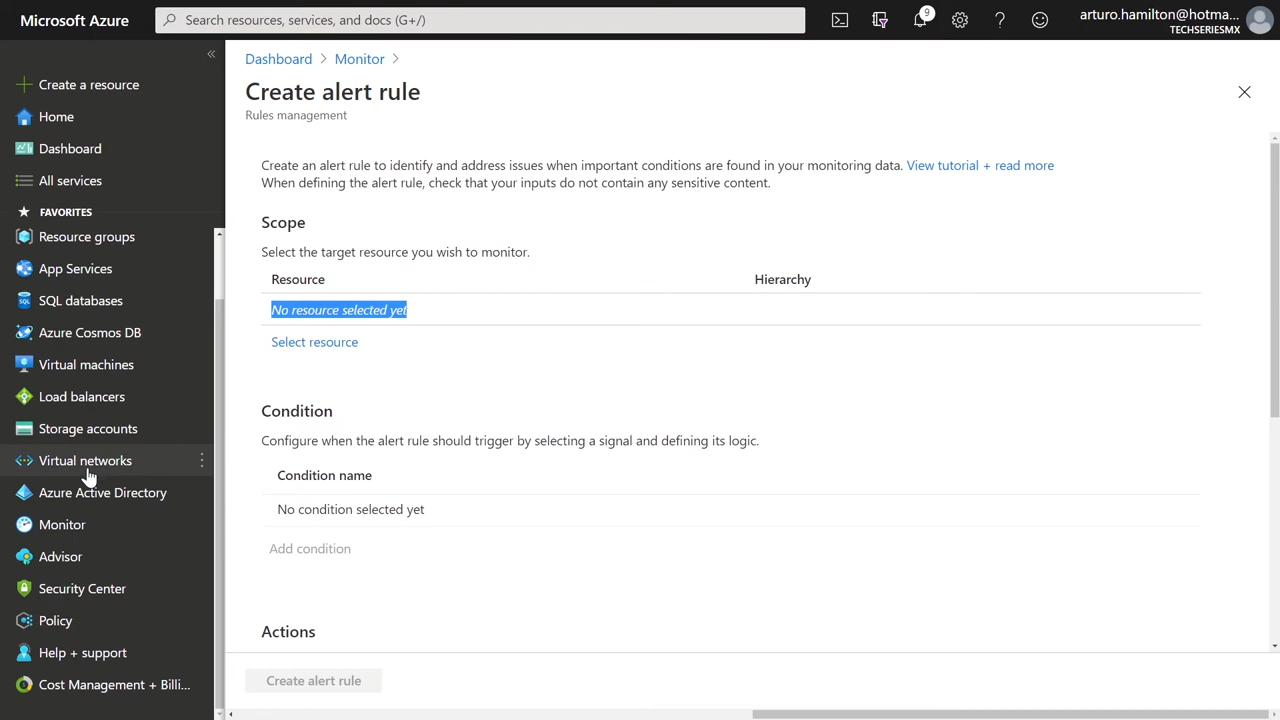 Microsoft Azure
Search resources, services, and docs (G+/)
9
arturo.hamilton@hotma...
TECHSERIESMX
Create a resource
Home
Dashboard
All services
FAVORITES
Resource groups
App Services
SQL databases
Azure Cosmos DB
Virtual machines
Load balancers
Storage accounts
Virtual networks
Azure Active Directory
Monitor
Advisor
Security Center
Policy
Help + support
Cost Management + Billi...
Dashboard > Monitor >
Create alert rule
Rules management
Create an alert rule to identify and address issues when important conditions are found in your monitoring data. View tutorial + read more
When defining the alert rule, check that your inputs do not contain any sensitive content.
Scope
Select the target resource you wish to monitor.
Resource Hierarchy
No resource selected yet
Select resource
Condition
Configure when the alert rule should trigger by selecting a signal and defining its logic.
Condition name
No condition selected yet
Add condition
Actions
Create alert rule